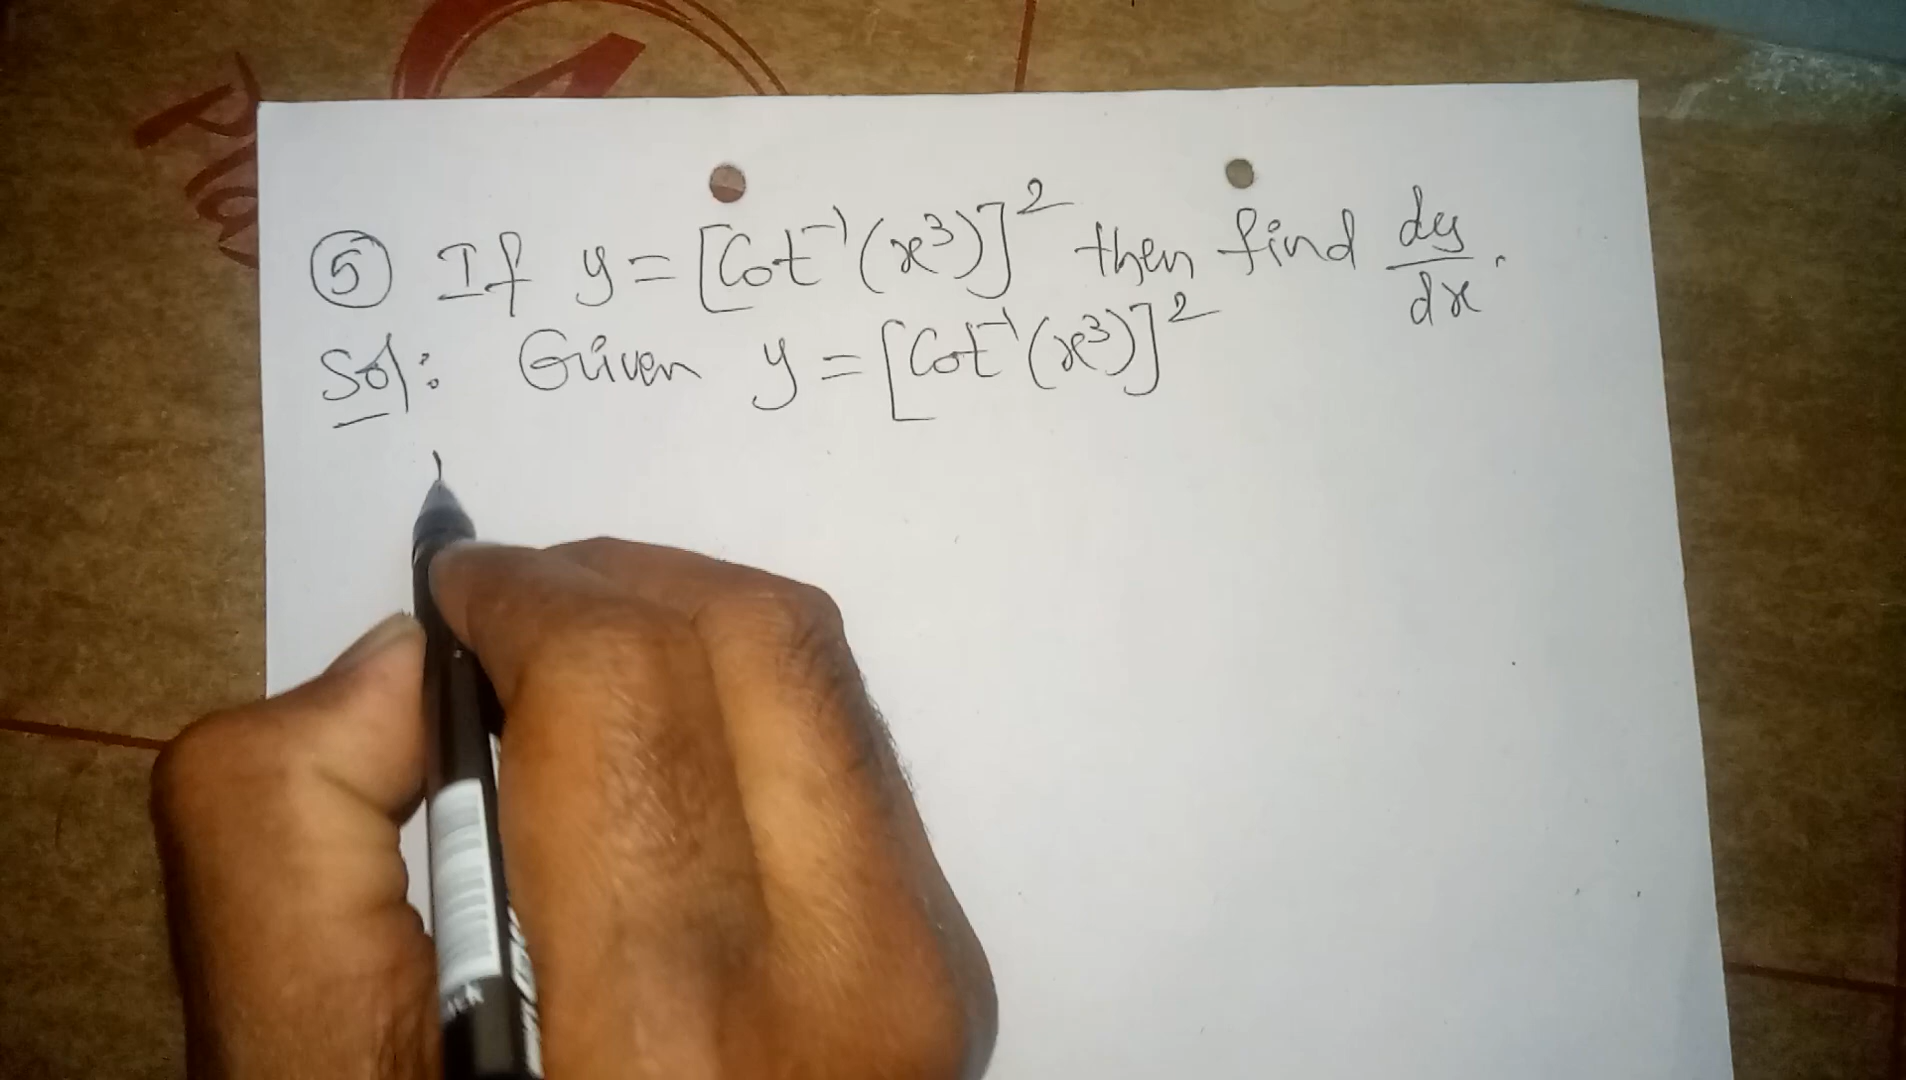 ⑤ If y = [Cot⁻¹(x³)]² then find dy/dx.
Sol: Given y = [Cot⁻¹(x³)]²